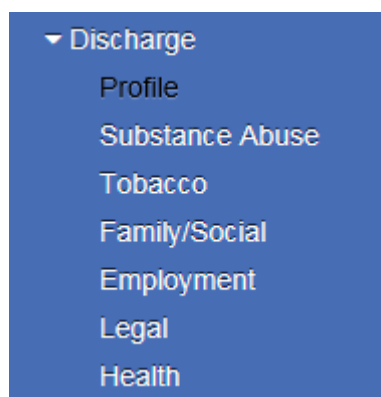 Discharge
Profile
Substance Abuse
Tobacco
Family/Social
Employment
Legal
Health